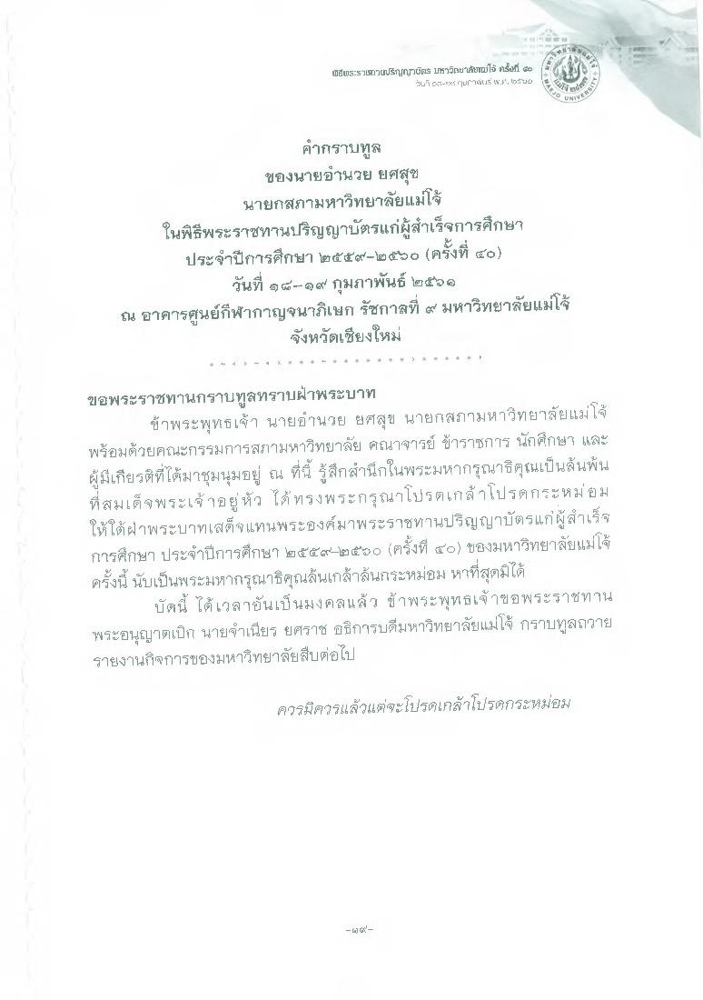 พิธีพระราชทานปริญญาบัตร มหาวิทยาลัยแม่โจ้ ครั้งที่ ๔๐
วันที่ ๑๘-๑๙ กุมภาพันธ์ พ.ศ. ๒๕๖๑
มหาวิทยาลัยแม่โจ้
แม่โจ้ ๒๔๗๗
MAEJO UNIVERSITY
คำกราบทูล
ของนายอำนวย ยศสุข
นายกสภามหาวิทยาลัยแม่โจ้
ในพิธีพระราชทานปริญญาบัตรแก่ผู้สำเร็จการศึกษา
ประจำปีการศึกษา ๒๕๕๙-๒๕๖๐ (ครั้งที่ ๔๐)
วันที่ ๑๘-๑๙ กุมภาพันธ์ ๒๕๖๑
ณ อาคารศูนย์กีฬากาญจนาภิเษก รัชกาลที่ ๙ มหาวิทยาลัยแม่โจ้
จังหวัดเชียงใหม่
ขอพระราชทานกราบทูลทราบฝ่าพระบาท
ข้าพระพุทธเจ้า นายอำนวย ยศสุข นายกสภามหาวิทยาลัยแม่โจ้
พร้อมด้วยคณะกรรมการสภามหาวิทยาลัย คณาจารย์ ข้าราชการ นักศึกษา และ
ผู้มีเกียรติที่ได้มาชุมนุมอยู่ ณ ที่นี้ รู้สึกสำนึกในพระมหากรุณาธิคุณเป็นล้นพ้น
ที่สมเด็จพระเจ้าอยู่หัว ได้ทรงพระกรุณาโปรดเกล้าโปรดกระหม่อม
ให้ใต้ฝ่าพระบาทเสด็จแทนพระองค์มาพระราชทานปริญญาบัตรแก่ผู้สำเร็จ
การศึกษา ประจำปีการศึกษา ๒๕๕๙-๒๕๖๐ (ครั้งที่ ๔๐) ของมหาวิทยาลัยแม่โจ้
ครั้งนี้ นับเป็นพระมหากรุณาธิคุณล้นเกล้าล้นกระหม่อม หาที่สุดมิได้
บัดนี้ ได้เวลาอันเป็นมงคลแล้ว ข้าพระพุทธเจ้าขอพระราชทาน
พระอนุญาตเบิก นายจำเนียร ยศราช อธิการบดีมหาวิทยาลัยแม่โจ้ กราบทูลถวาย
รายงานกิจการของมหาวิทยาลัยสืบต่อไป
ควรมิควรแล้วแต่จะโปรดเกล้าโปรดกระหม่อม
-๑๙-